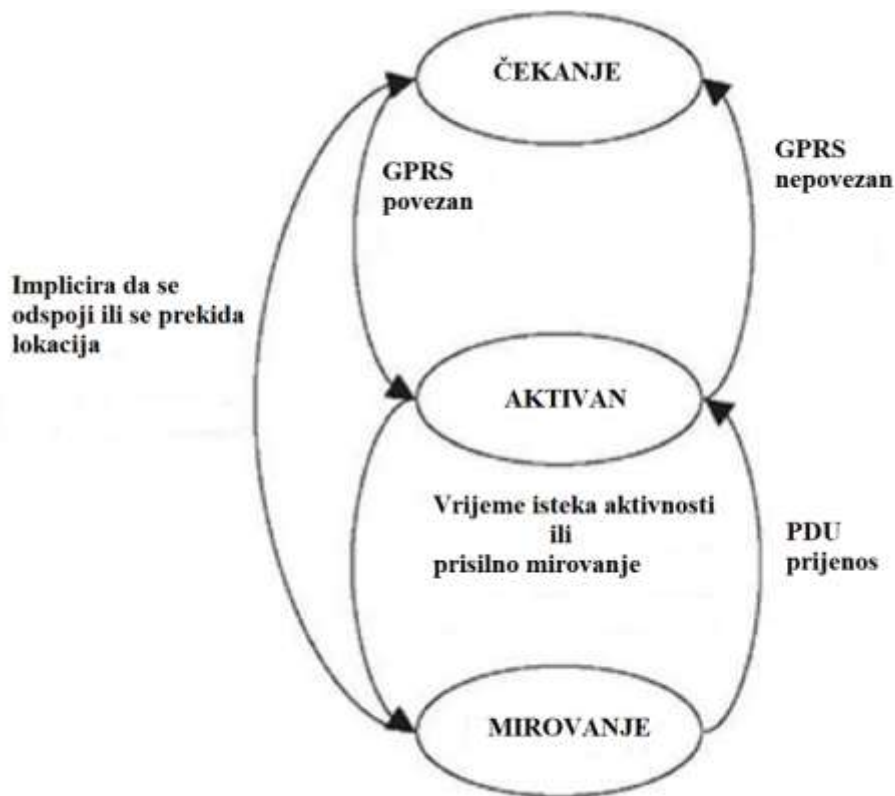 ČEKANJE
GPRS
povezan
GPRS
nepovezan
Implicira da se
odspoji ili se prekida
lokacija
AKTIVAN
Vrijeme isteka aktivnosti
ili
prisilno mirovanje
PDU
prijenos
MIROVANJE